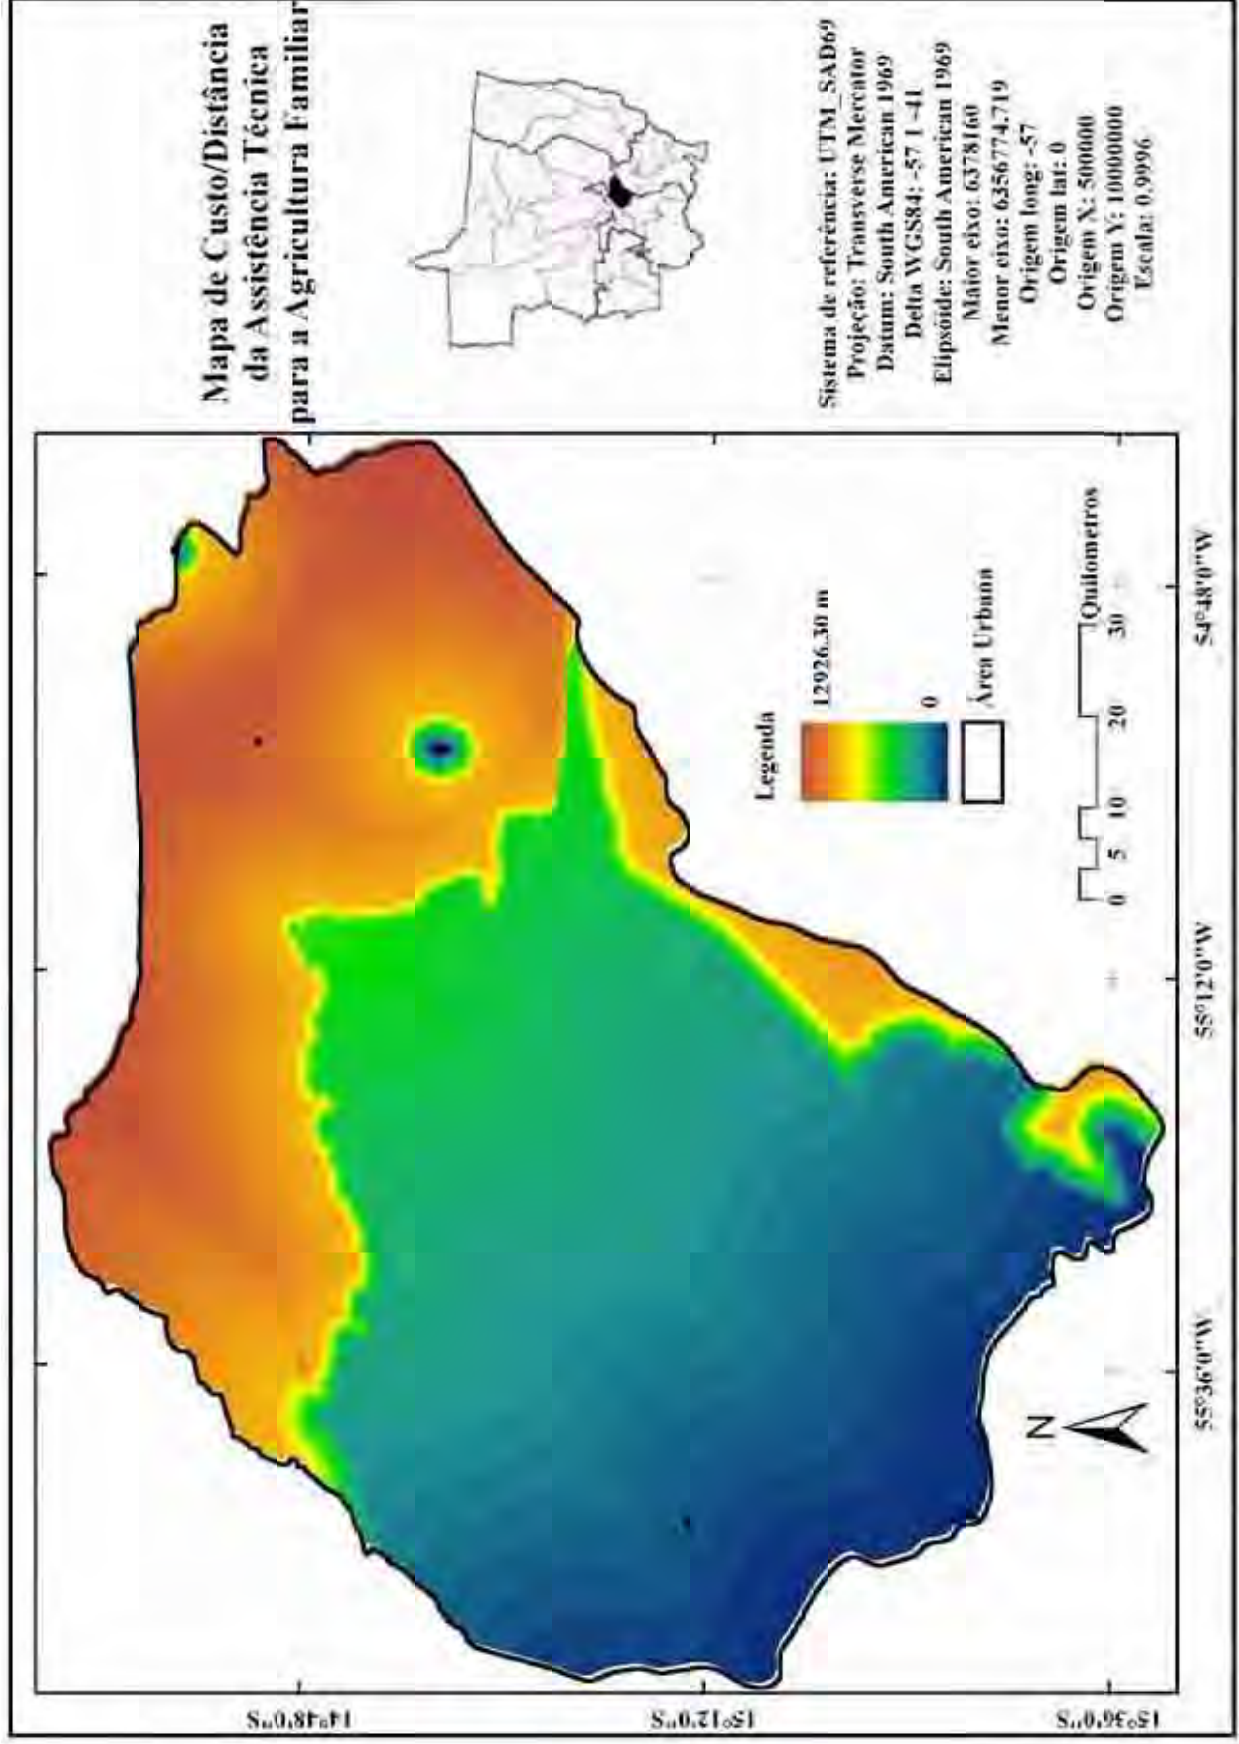 Mapa de Custo/Distância
da Assistência Técnica
para a Agricultura Familiar
Sistema de referência: UTM_SAD69
Projeção: Transverse Mercator
Datum: South American 1969
Delta WGS84: -57 1 -41
Elipsóide: South American 1969
Maior eixo: 6378160
Menor eixo: 6356774.719
Origem long: -57
Origem lat: 0
Origem X: 500000
Origem Y: 10000000
Escala: 0.9996
Legenda
12926.30 m
0
Área Urbana
0 5 10 20 30
Quilometros
N
14°48'0"S
15°12'0"S
15°36'0"S
55°36'0"W
55°12'0"W
54°48'0"W